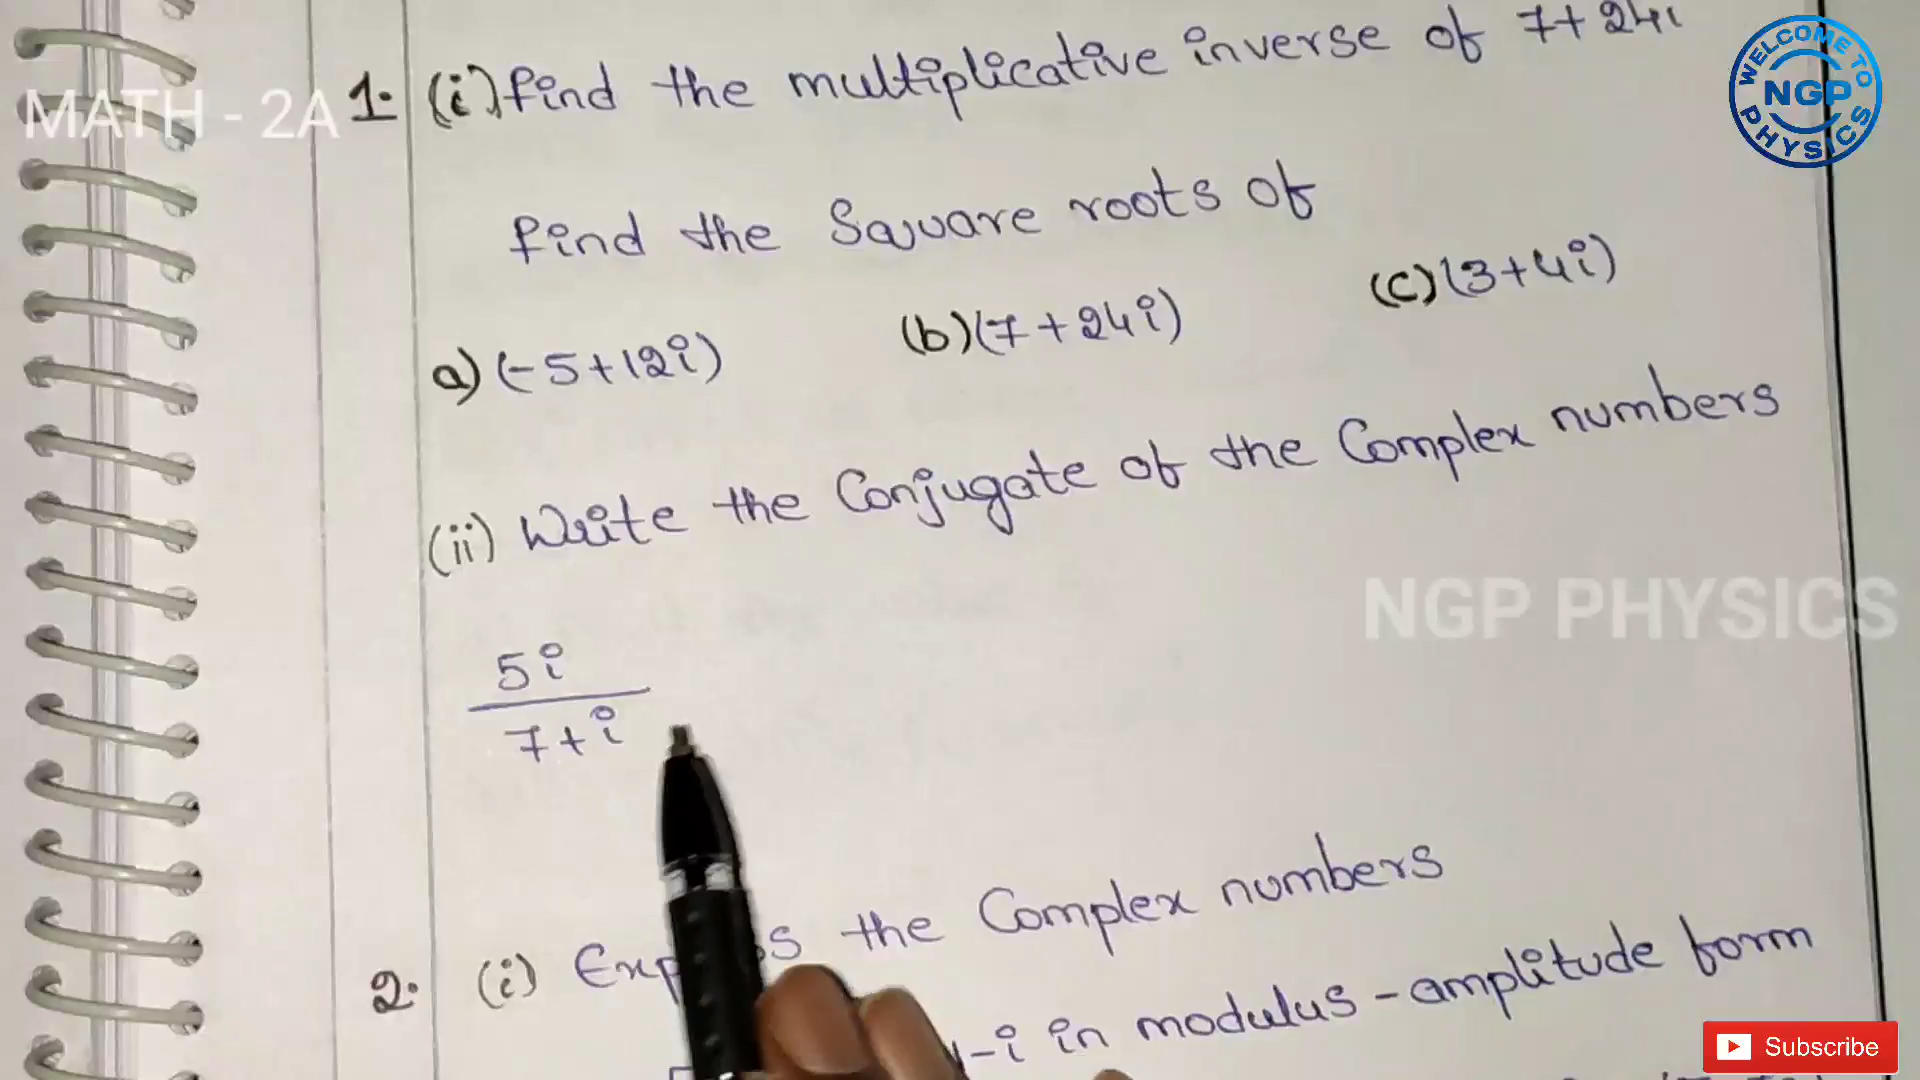 MATH - 2A
1. (i) find the multiplicative inverse of 7+24i
WELCOME TO
NGP
PHYSICS
find the Square roots of
a) (-5+12i) (b) (7+24i) (c) (3+4i)
(ii) Write the Conjugate of the Complex numbers
NGP PHYSICS
5i
7+i
2. (i) the Complex numbers
-i in modulus - amplitude form
Subscribe